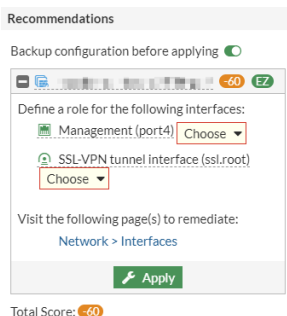 Recommendations
Backup configuration before applying
-60 EZ
Define a role for the following interfaces:
Management (port4) Choose
SSL-VPN tunnel interface (ssl.root)
Choose
Visit the following page(s) to remediate:
Network > Interfaces
Apply
Total Score: -60